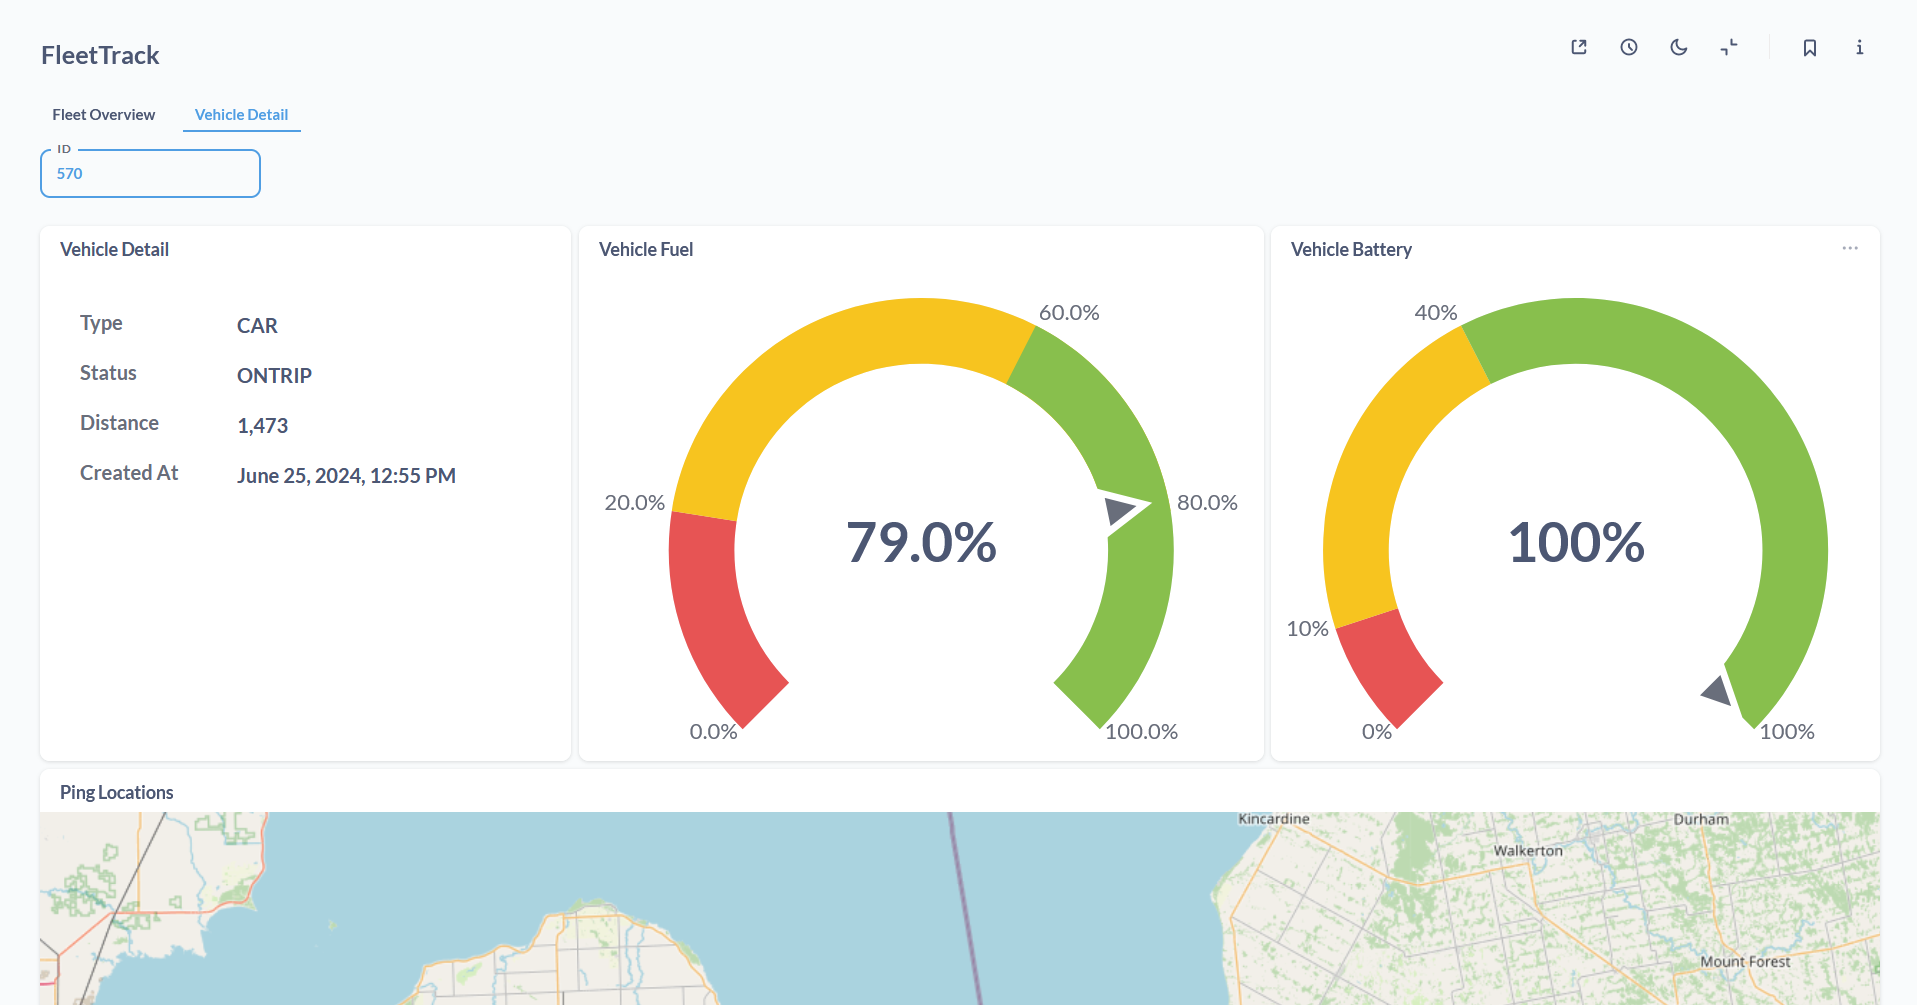 FleetTrack
Fleet Overview
Vehicle Detail
ID
570
Vehicle Detail
Type CAR
Status ONTRIP
Distance 1,473
Created At June 25, 2024, 12:55 PM
Vehicle Fuel
60.0%
20.0%
80.0%
79.0%
0.0%
100.0%
Vehicle Battery
40%
100%
10%
0%
100%
Ping Locations
Kincardine
Durham
Walkerton
Mount Forest